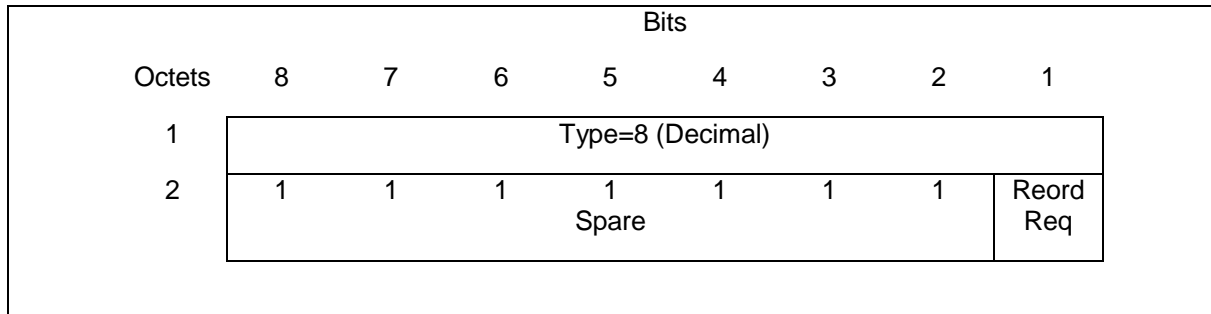 Bits
Octets 8 7 6 5 4 3 2 1
1 Type=8 (Decimal)
2 1 1 1 1 1 1 1 Reord
Spare Req